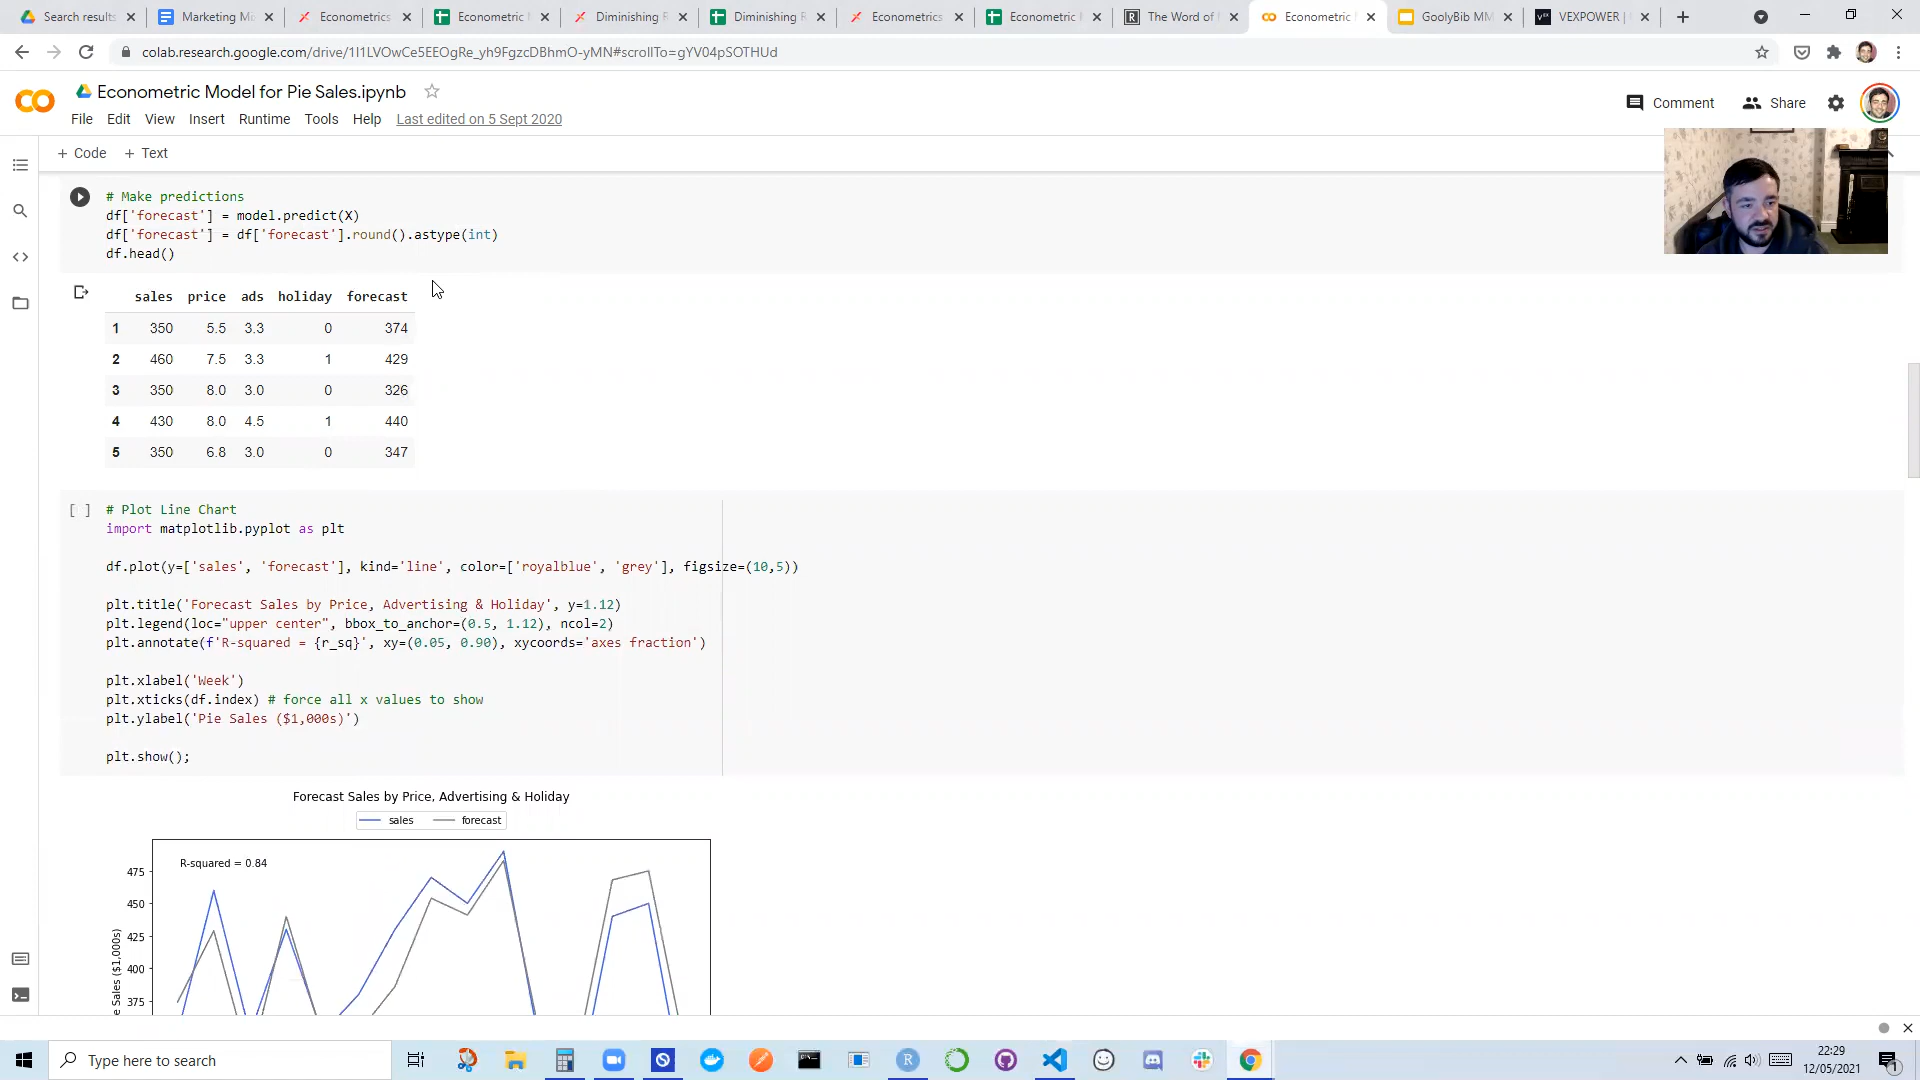 Search results
Marketing M
Econometrics
Econometric
Diminishing R
Diminishing R
Econometrics
Econometric
The Word of
Econometric
GoolyBib MM
VEXPOWER |
colab.research.google.com/drive/1I1LVOwCe5EEOgRe_yh9FgzcDBhmO-yMN#scrollTo=gYV04pSOTHUd
Econometric Model for Pie Sales.ipynb
File Edit View Insert Runtime Tools Help Last edited on 5 Sept 2020
Comment
Share
+ Code + Text
# Make predictions
df['forecast'] = model.predict(X)
df['forecast'] = df['forecast'].round().astype(int)
df.head()
sales price ads holiday forecast
1 350 5.5 3.3 0 374
2 460 7.5 3.3 1 429
3 350 8.0 3.0 0 326
4 430 8.0 4.5 1 440
5 350 6.8 3.0 0 347
[ ] # Plot Line Chart
import matplotlib.pyplot as plt
df.plot(y=['sales', 'forecast'], kind='line', color=['royalblue', 'grey'], figsize=(10,5))
plt.title('Forecast Sales by Price, Advertising & Holiday', y=1.12)
plt.legend(loc="upper center", bbox_to_anchor=(0.5, 1.12), ncol=2)
plt.annotate(f'R-squared = {r_sq}', xy=(0.05, 0.90), xycoords='axes fraction')
plt.xlabel('Week')
plt.xticks(df.index) # force all x values to show
plt.ylabel('Pie Sales ($1,000s)')
plt.show();
Forecast Sales by Price, Advertising & Holiday
sales forecast
R-squared = 0.84
475
450
425
400
375
e Sales ($1,000s)
Type here to search
22:29
12/05/2021